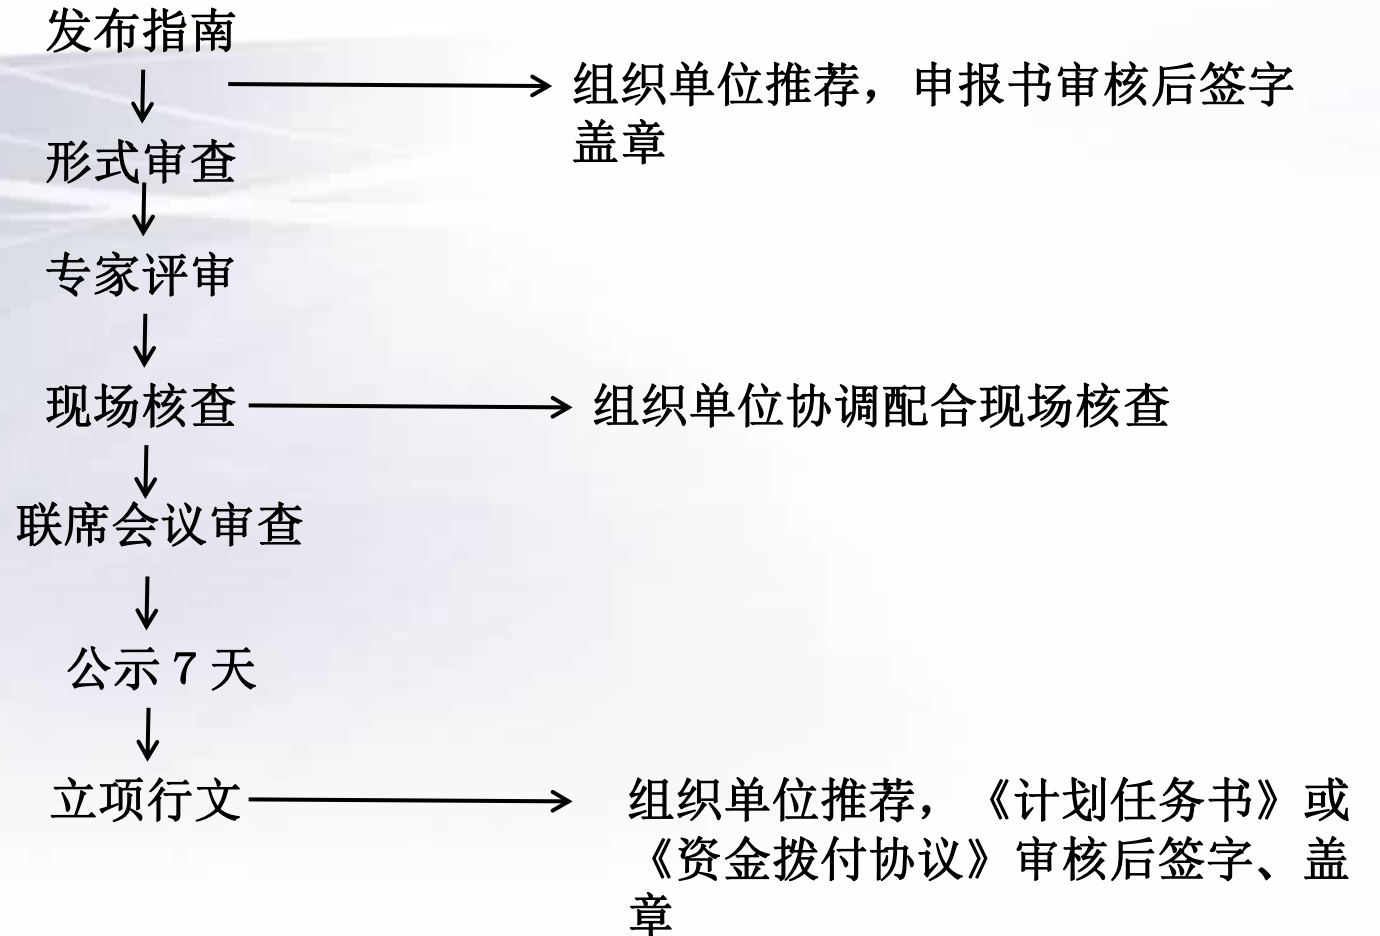 发布指南
组织单位推荐，申报书审核后签字
盖章
形式审查
专家评审
现场核查
组织单位协调配合现场核查
联席会议审查
公示７天
立项行文
组织单位推荐，《计划任务书》或
《资金拨付协议》审核后签字、盖
章